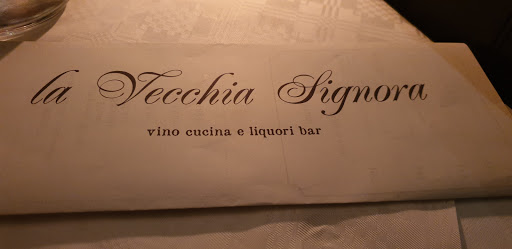 la Vecchia Signora
vino cucina e liquori bar